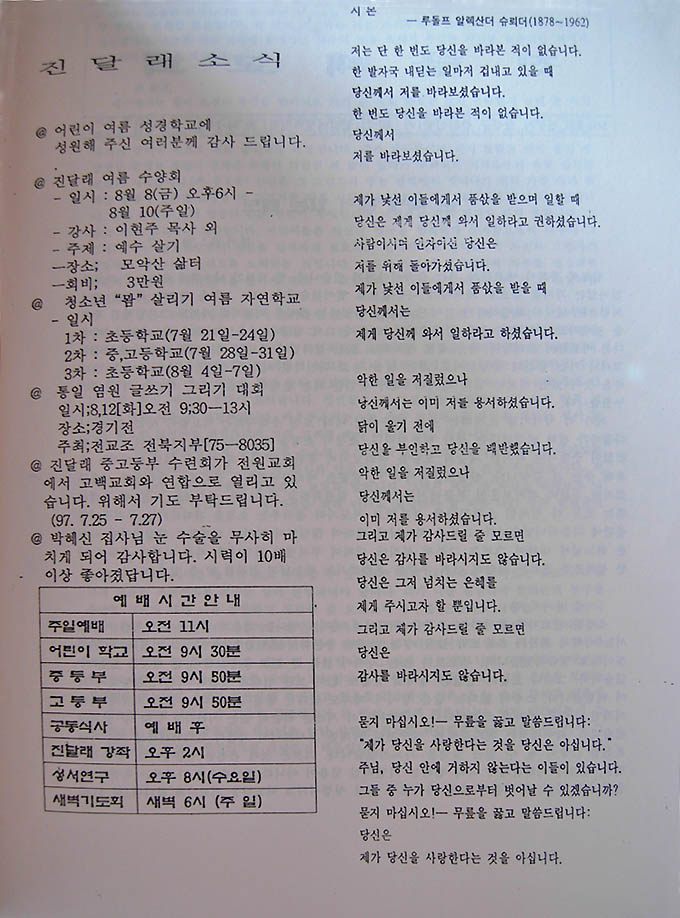 진달래소식
@ 어린이 여름 성경학교에
성원해 주신 여러분께 감사 드립니다.
@ 진달래 여름 수양회
- 일시 : 8월 8(금) 오후6시 -
8월 10(주일)
- 강사 : 이현주 목사 외
- 주제 : 예수 살기
—장소; 모악산 삶터
—회비; 3만원
@ 청소년 “꽘” 살리기 여름 자연학교
- 일시
1차 : 초등학교(7월 21일-24일)
2차 : 중,고등학교(7월 28일-31일)
3차 : 초등학교(8월 4일-7일)
@ 통일 염원 글쓰기 그리기 대회
일시;8,12[화]오전 9;30—13시
장소;경기전
주최;전교조 전북지부[75—8035]
@ 진달래 중고등부 수련회가 전원교회
에서 고백교회와 연합으로 열리고 있
습니다. 위해서 기도 부탁드립니다.
(97. 7.25 - 7.27)
@ 박혜신 집사님 눈 수술을 무사히 마
치게 되어 감사합니다. 시력이 10배
이상 좋아졌답니다.
예 배 시 간 안 내
주일예배 오전 11시
어린이 학교 오전 9시 30분
중 등 부 오전 9시 50분
고 등 부 오전 9시 50분
공동식사 예 배 후
진달래 강좌 오후 2시
성서연구 오후 8시(수요일)
새벽기도회 새벽 6시 (주 일)
시 본
— 루돌프 알렉산더 슈뢰더(1878~1962)
저는 단 한 번도 당신을 바라본 적이 없습니다.
한 발자국 내딛는 일마저 겁내고 있을 때
당신께서 저를 바라보셨습니다.
한 번도 당신을 바라본 적이 없습니다.
당신께서
저를 바라보셨습니다.
제가 낯선 이들에게서 품삯을 받으며 일할 때
당신은 제게 당신께 와서 일하라고 권하셨습니다.
사람이시며 임자이신 당신은
저를 위해 돌아가셨습니다.
제가 낯선 이들에게서 품삯을 받을 때
당신께서는
제게 당신께 와서 일하라고 하셨습니다.
악한 일을 저질렀으나
당신께서는 이미 저를 용서하셨습니다.
닭이 울기 전에
당신을 부인하고 당신을 배반했습니다.
악한 일을 저질렀으나
당신께서는
이미 저를 용서하셨습니다.
그리고 제가 감사드릴 줄 모르면
당신은 감사를 바라시지도 않습니다.
당신은 그저 넘치는 은혜를
제게 주시고자 할 뿐입니다.
그리고 제가 감사드릴 줄 모르면
당신은
감사를 바라시지도 않습니다.
묻지 마십시오!— 무릎을 꿇고 말씀드립니다:
“제가 당신을 사랑한다는 것을 당신은 아십니다.”
주님, 당신 안에 거하지 않는다는 이들이 있습니다.
그들 중 누가 당신으로부터 벗어날 수 있겠습니까?
묻지 마십시오!— 무릎을 꿇고 말씀드립니다:
당신은
제가 당신을 사랑한다는 것을 아십니다.